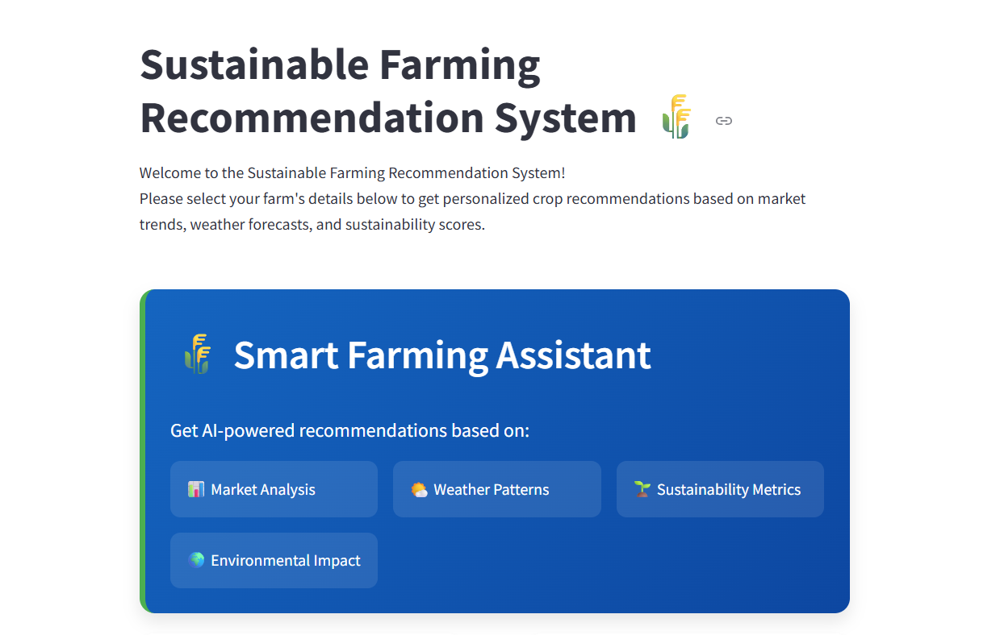 Sustainable Farming
Recommendation System
Welcome to the Sustainable Farming Recommendation System!
Please select your farm's details below to get personalized crop recommendations based on market
trends, weather forecasts, and sustainability scores.
Smart Farming Assistant
Get AI-powered recommendations based on:
Market Analysis
Weather Patterns
Sustainability Metrics
Environmental Impact